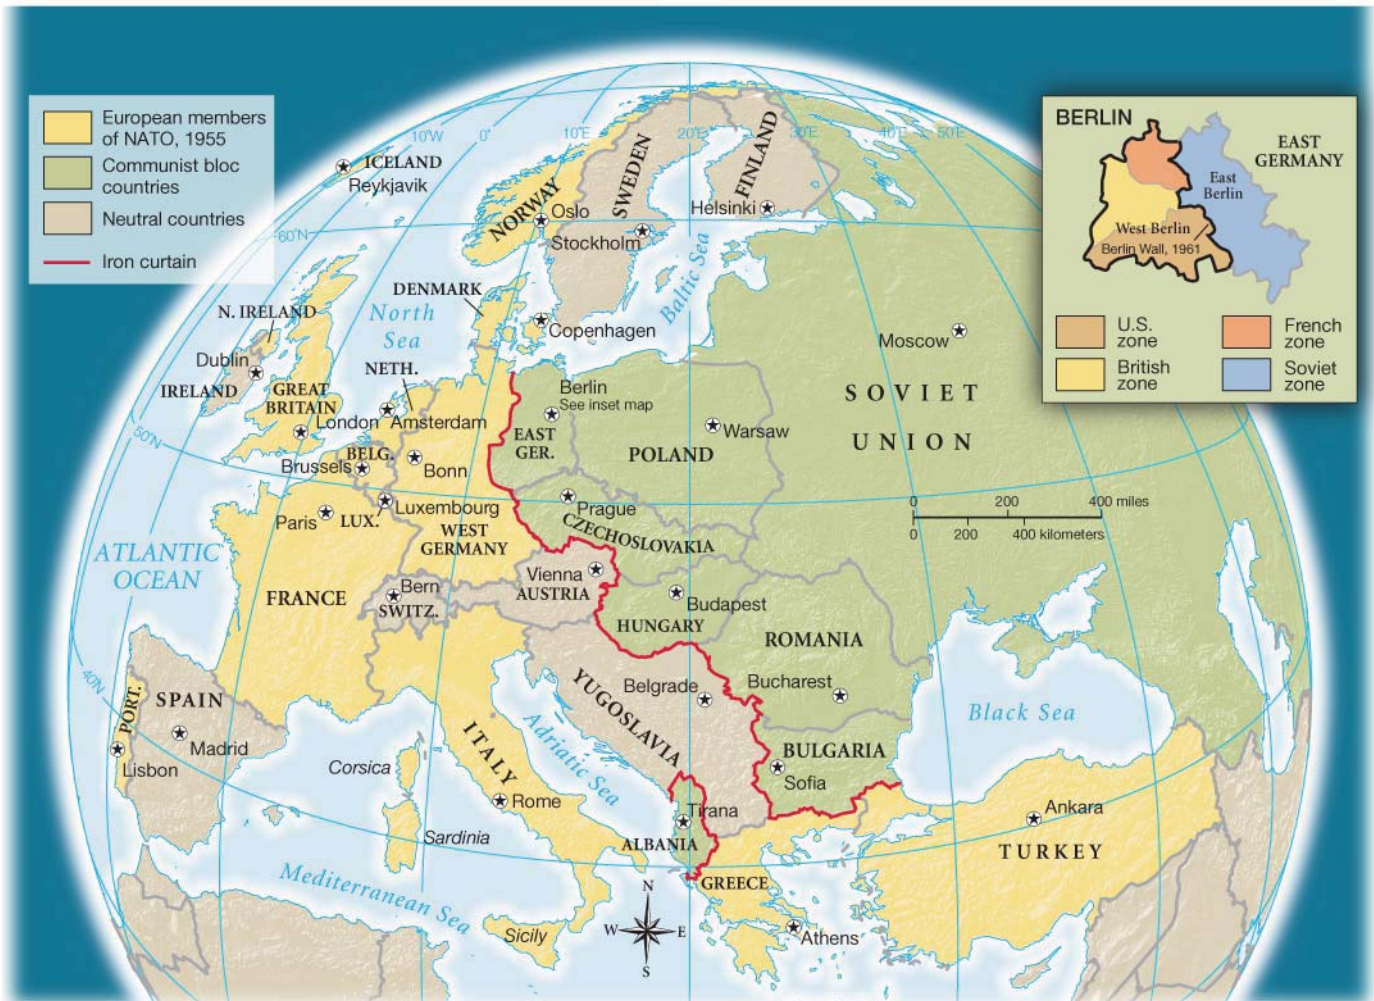 European members
of NATO, 1955
Communist bloc
countries
Neutral countries
Iron curtain
10°W
0°
10°E
20°E
30°E
40°E
50°E
60°N
50°N
40°N
ICELAND
Reykjavik
NORWAY
Oslo
SWEDEN
Stockholm
FINLAND
Helsinki
Baltic Sea
DENMARK
Copenhagen
North
Sea
N. IRELAND
Dublin
IRELAND
GREAT
BRITAIN
London
NETH.
Amsterdam
BELG.
Brussels
Bonn
LUX.
Luxembourg
Paris
WEST
GERMANY
Berlin
See inset map
EAST
GER.
POLAND
Warsaw
Moscow
SOVIET
UNION
0 200 400 miles
0 200 400 kilometers
Prague
CZECHOSLOVAKIA
ATLANTIC
OCEAN
FRANCE
Bern
SWITZ.
Vienna
AUSTRIA
Budapest
HUNGARY
ROMANIA
Bucharest
Belgrade
YUGOSLAVIA
Black Sea
BULGARIA
Sofia
PORT.
Lisbon
SPAIN
Madrid
Corsica
Sardinia
ITALY
Rome
Adriatic Sea
Tirana
ALBANIA
GREECE
Athens
Ankara
TURKEY
Mediterranean Sea
Sicily
N
W E
S
BERLIN
EAST
GERMANY
East
Berlin
West Berlin
Berlin Wall, 1961
U.S.
zone
French
zone
British
zone
Soviet
zone